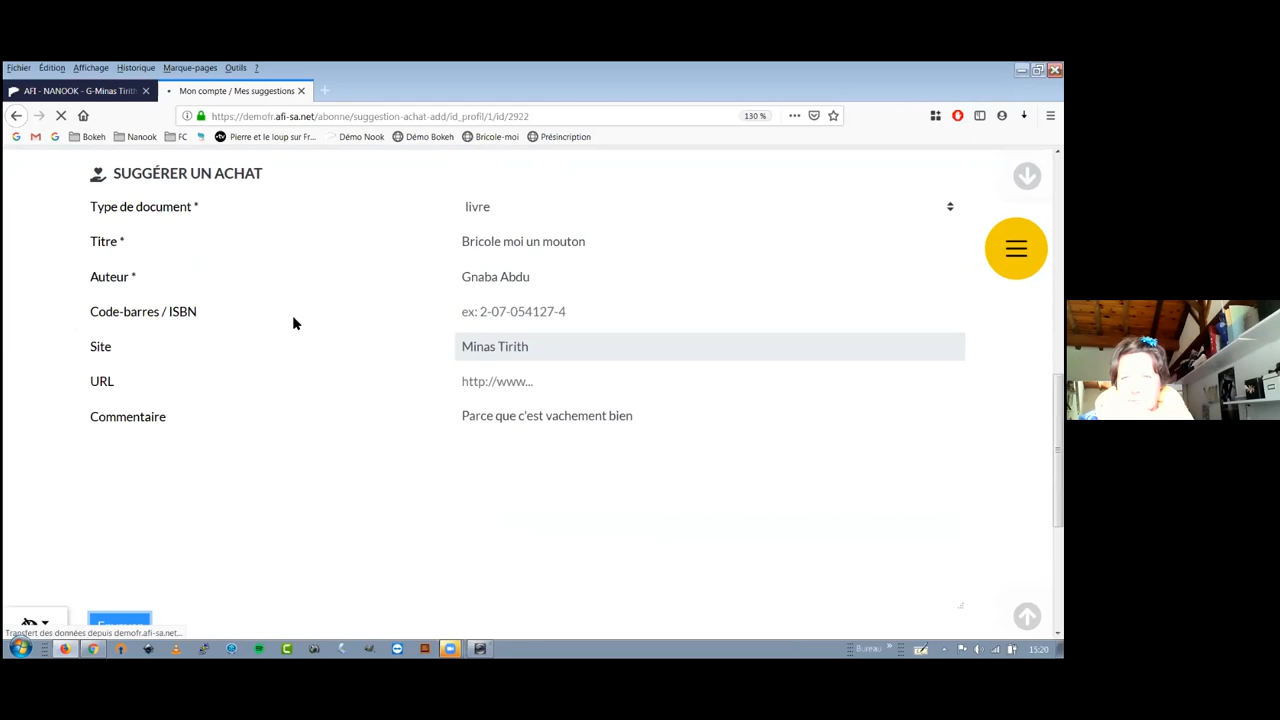 Fichier Édition Affichage Historique Marque-pages Outils ?
AFI - NANOOK - G-Minas Tirith
Mon compte / Mes suggestions
https://demofr.afi-sa.net/abonne/suggestion-achat-add/id_profil/1/id/2922
130 %
Bokeh Nanook FC Pierre et le loup sur Fr... Démo Nook Démo Bokeh Bricole-moi Présincription
SUGGÉRER UN ACHAT
Type de document * livre
Titre * Bricole moi un mouton
Auteur * Gnaba Abdu
Code-barres / ISBN ex: 2-07-054127-4
Site Minas Tirith
URL http://www...
Commentaire Parce que c'est vachement bien
Transfert des données depuis demofr.afi-sa.net...
Bureau »
15:20